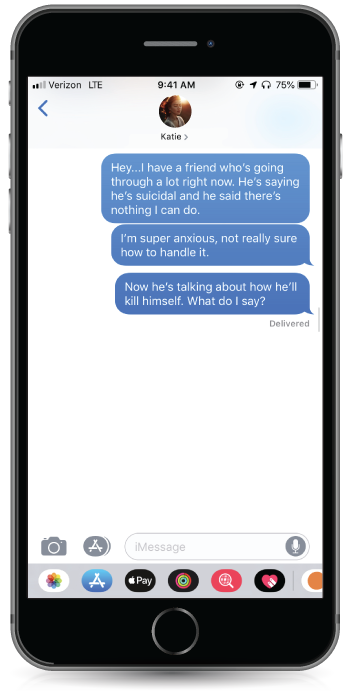 Verizon LTE 9:41 AM 75%
Katie >
Hey...I have a friend who's going
through a lot right now. He's saying
he's suicidal and he said there's
nothing I can do.
I'm super anxious, not really sure
how to handle it.
Now he's talking about how he'll
kill himself. What do I say?
Delivered
iMessage
Pay